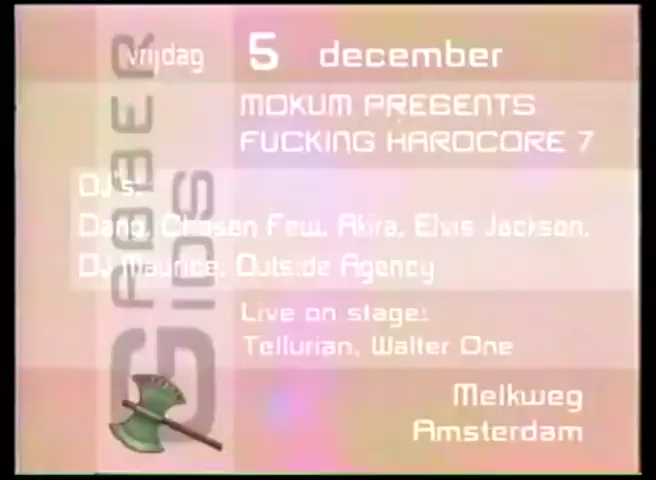 vrijdag 5 december
MOKUM PRESENTS
FUCKING HARDCORE 7
DJ's:
Dang, Chosen Few, Akira, Elvis Jackson,
DJ Maurice, Outside Agency
Live on stage:
Tellurian, Walter One
Melkweg
Amsterdam
GABBER
GIDS